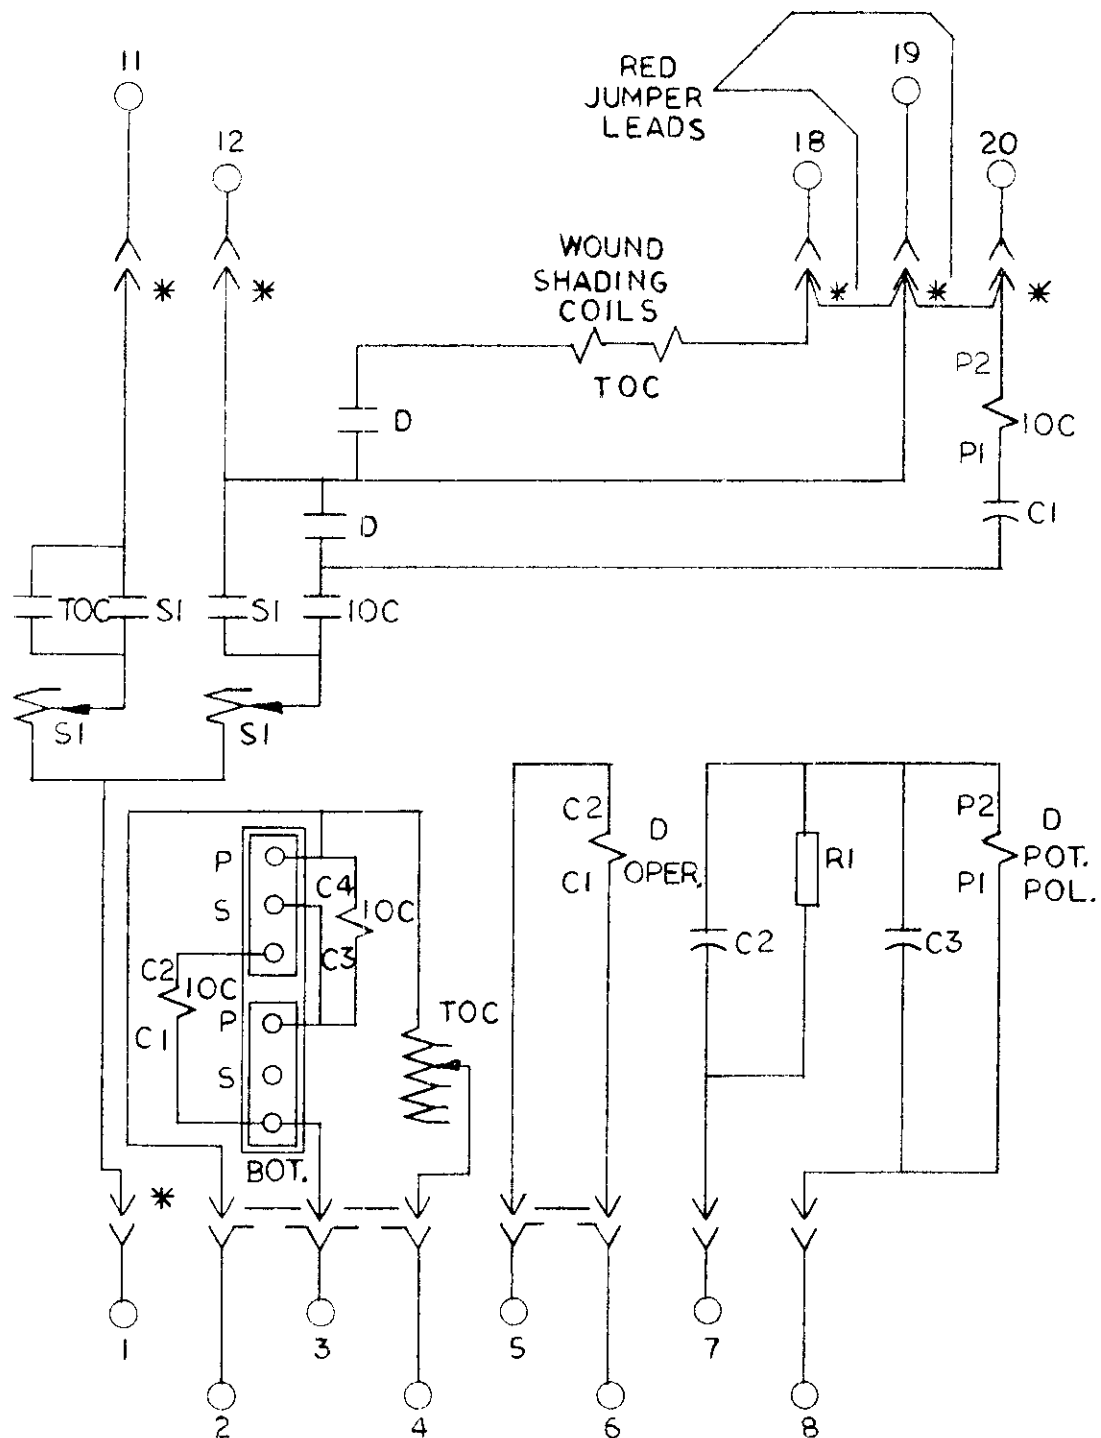 11
12
RED
JUMPER
LEADS
19
18
20
*
*
WOUND
SHADING
COILS
*
*
*
TOC
P2
IOC
P1
D
C1
D
TOC
S1
S1
IOC
S1
S1
C2
D
OPER.
C1
R1
P2
D
POT.
POL.
P1
C2
C3
P
C4
S
IOC
C3
C2
IOC
P
C1
S
TOC
BOT.
*
1
2
3
4
5
6
7
8